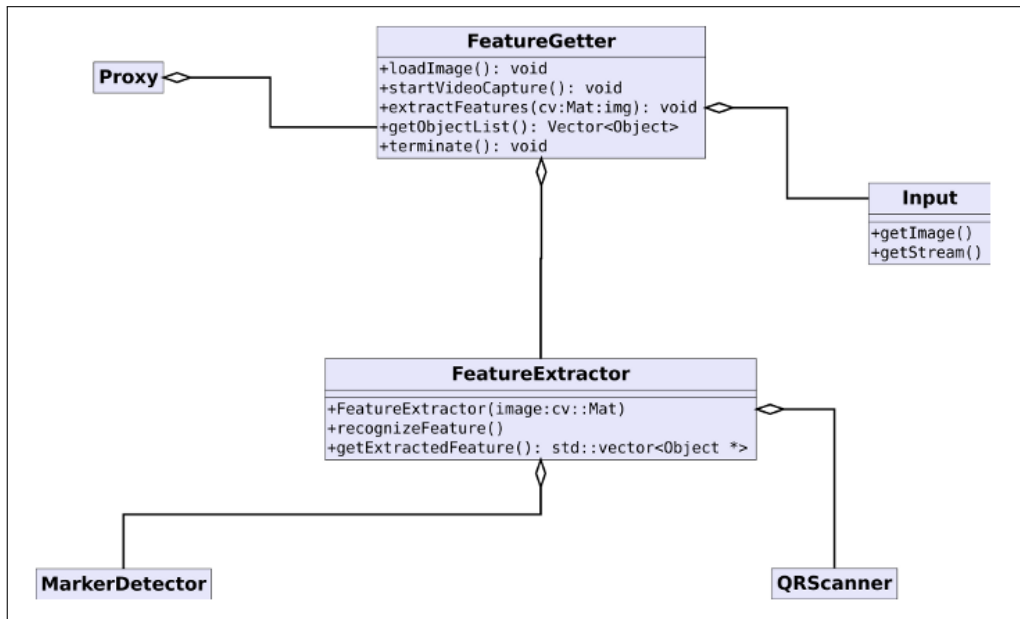 FeatureGetter
+loadImage(): void
+startVideoCapture(): void
+extractFeatures(cv:Mat:img): void
+getObjectList(): Vector<Object>
+terminate(): void
Proxy
Input
+getImage()
+getStream()
FeatureExtractor
+FeatureExtractor(image:cv::Mat)
+recognizeFeature()
+getExtractedFeature(): std::vector<Object *>
MarkerDetector
QRScanner